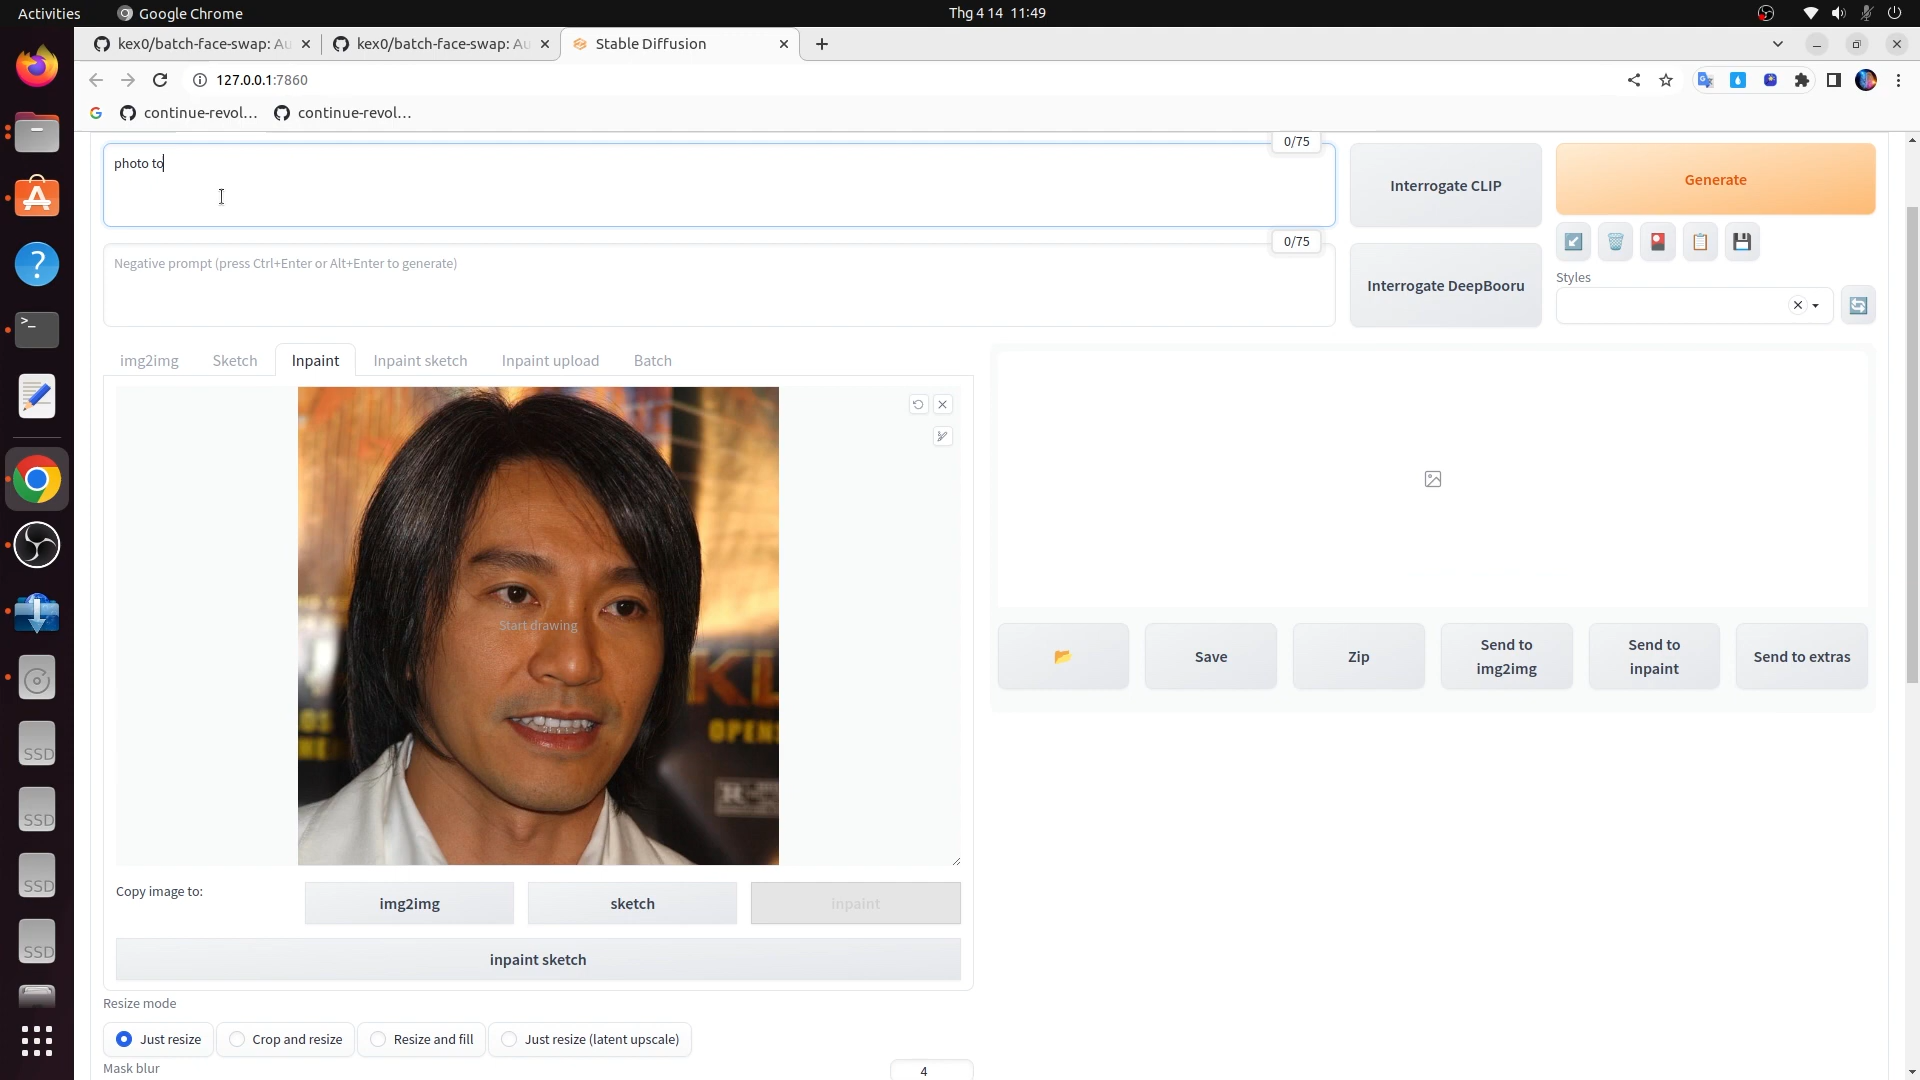 Activities
Google Chrome
Thg 4 14 11:49
kex0/batch-face-swap: Au
kex0/batch-face-swap: Au
Stable Diffusion
127.0.0.1:7860
continue-revol...
continue-revol...
0/75
photo to
Interrogate CLIP
Generate
0/75
Negative prompt (press Ctrl+Enter or Alt+Enter to generate)
Interrogate DeepBooru
Styles
img2img
Sketch
Inpaint
Inpaint sketch
Inpaint upload
Batch
Start drawing
OPENS
R
Save
Zip
Send to
img2img
Send to
inpaint
Send to extras
Copy image to:
img2img
sketch
inpaint
inpaint sketch
Resize mode
Just resize
Crop and resize
Resize and fill
Just resize (latent upscale)
Mask blur
4
SSD
SSD
SSD
SSD